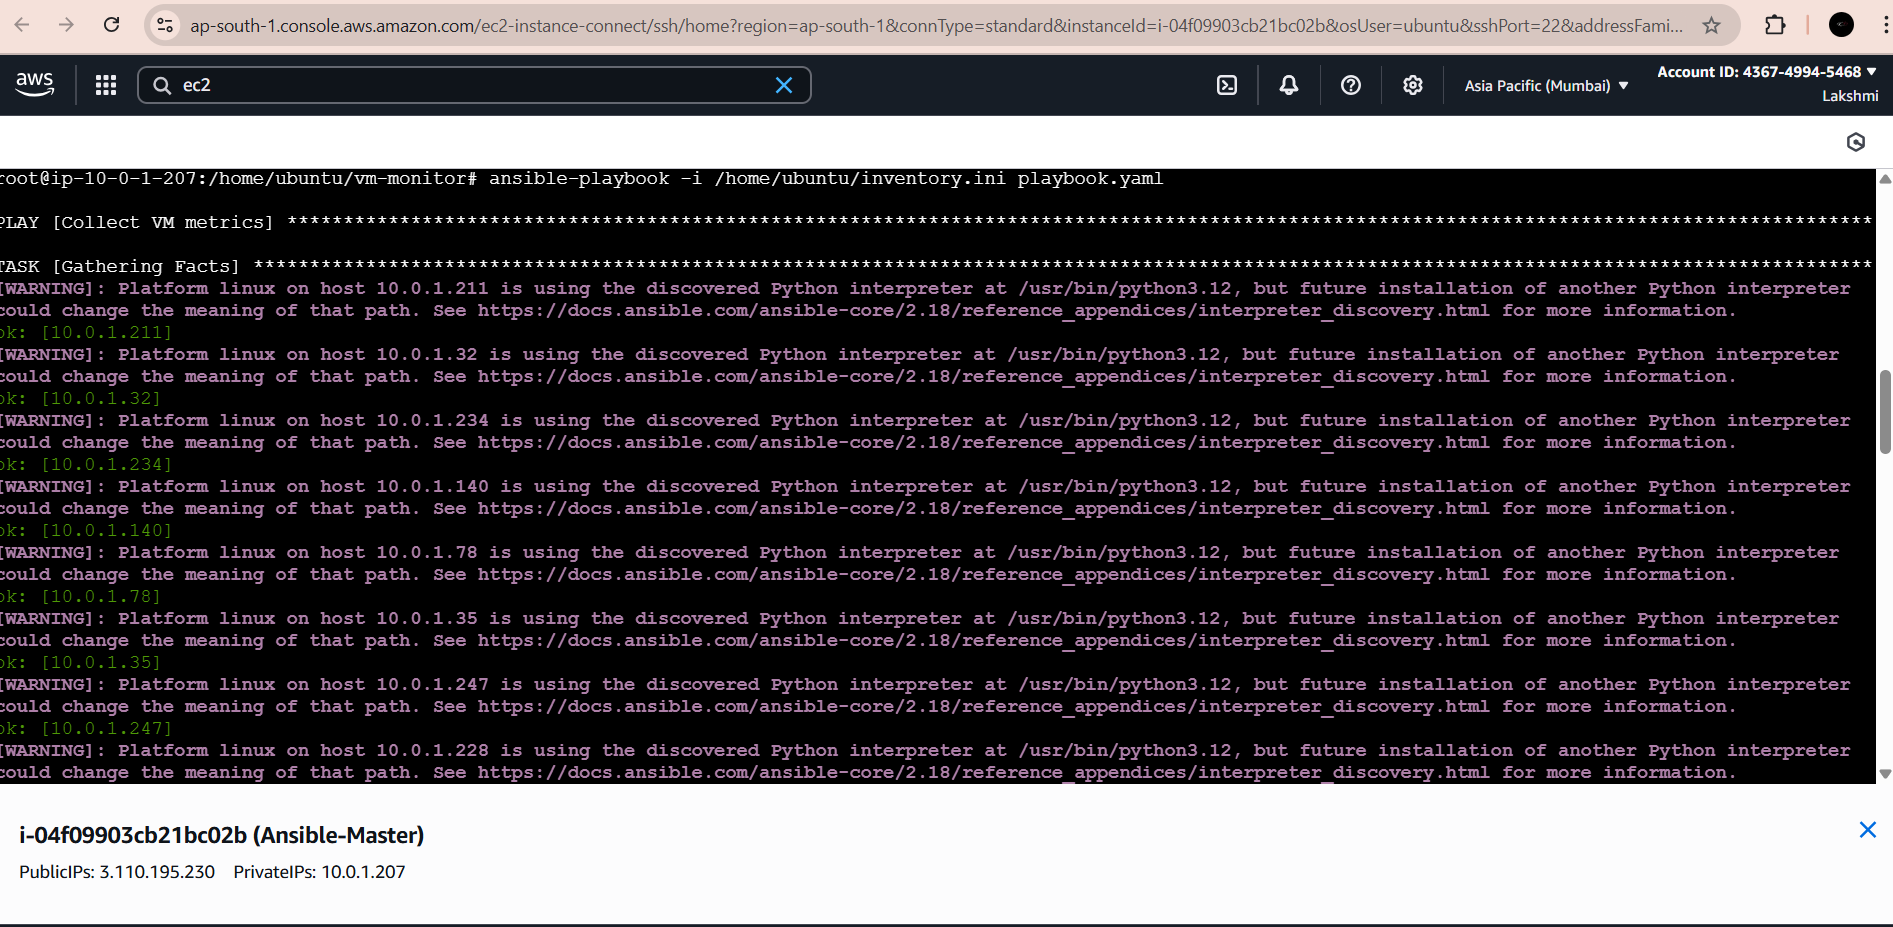 ap-south-1.console.aws.amazon.com/ec2-instance-connect/ssh/home?region=ap-south-1&connType=standard&instanceId=i-04f09903cb21bc02b&osUser=ubuntu&sshPort=22&addressFami...
aws
ec2
Asia Pacific (Mumbai)
Account ID: 4367-4994-5468
Lakshmi
root@ip-10-0-1-207:/home/ubuntu/vm-monitor# ansible-playbook -i /home/ubuntu/inventory.ini playbook.yaml
PLAY [Collect VM metrics] *********************************************************************************************************************************************
TASK [Gathering Facts] ************************************************************************************************************************************************
[WARNING]: Platform linux on host 10.0.1.211 is using the discovered Python interpreter at /usr/bin/python3.12, but future installation of another Python interpreter
could change the meaning of that path. See https://docs.ansible.com/ansible-core/2.18/reference_appendices/interpreter_discovery.html for more information.
ok: [10.0.1.211]
[WARNING]: Platform linux on host 10.0.1.32 is using the discovered Python interpreter at /usr/bin/python3.12, but future installation of another Python interpreter
could change the meaning of that path. See https://docs.ansible.com/ansible-core/2.18/reference_appendices/interpreter_discovery.html for more information.
ok: [10.0.1.32]
[WARNING]: Platform linux on host 10.0.1.234 is using the discovered Python interpreter at /usr/bin/python3.12, but future installation of another Python interpreter
could change the meaning of that path. See https://docs.ansible.com/ansible-core/2.18/reference_appendices/interpreter_discovery.html for more information.
ok: [10.0.1.234]
[WARNING]: Platform linux on host 10.0.1.140 is using the discovered Python interpreter at /usr/bin/python3.12, but future installation of another Python interpreter
could change the meaning of that path. See https://docs.ansible.com/ansible-core/2.18/reference_appendices/interpreter_discovery.html for more information.
ok: [10.0.1.140]
[WARNING]: Platform linux on host 10.0.1.78 is using the discovered Python interpreter at /usr/bin/python3.12, but future installation of another Python interpreter
could change the meaning of that path. See https://docs.ansible.com/ansible-core/2.18/reference_appendices/interpreter_discovery.html for more information.
ok: [10.0.1.78]
[WARNING]: Platform linux on host 10.0.1.35 is using the discovered Python interpreter at /usr/bin/python3.12, but future installation of another Python interpreter
could change the meaning of that path. See https://docs.ansible.com/ansible-core/2.18/reference_appendices/interpreter_discovery.html for more information.
ok: [10.0.1.35]
[WARNING]: Platform linux on host 10.0.1.247 is using the discovered Python interpreter at /usr/bin/python3.12, but future installation of another Python interpreter
could change the meaning of that path. See https://docs.ansible.com/ansible-core/2.18/reference_appendices/interpreter_discovery.html for more information.
ok: [10.0.1.247]
[WARNING]: Platform linux on host 10.0.1.228 is using the discovered Python interpreter at /usr/bin/python3.12, but future installation of another Python interpreter
could change the meaning of that path. See https://docs.ansible.com/ansible-core/2.18/reference_appendices/interpreter_discovery.html for more information.
i-04f09903cb21bc02b (Ansible-Master)
PublicIPs: 3.110.195.230 PrivateIPs: 10.0.1.207